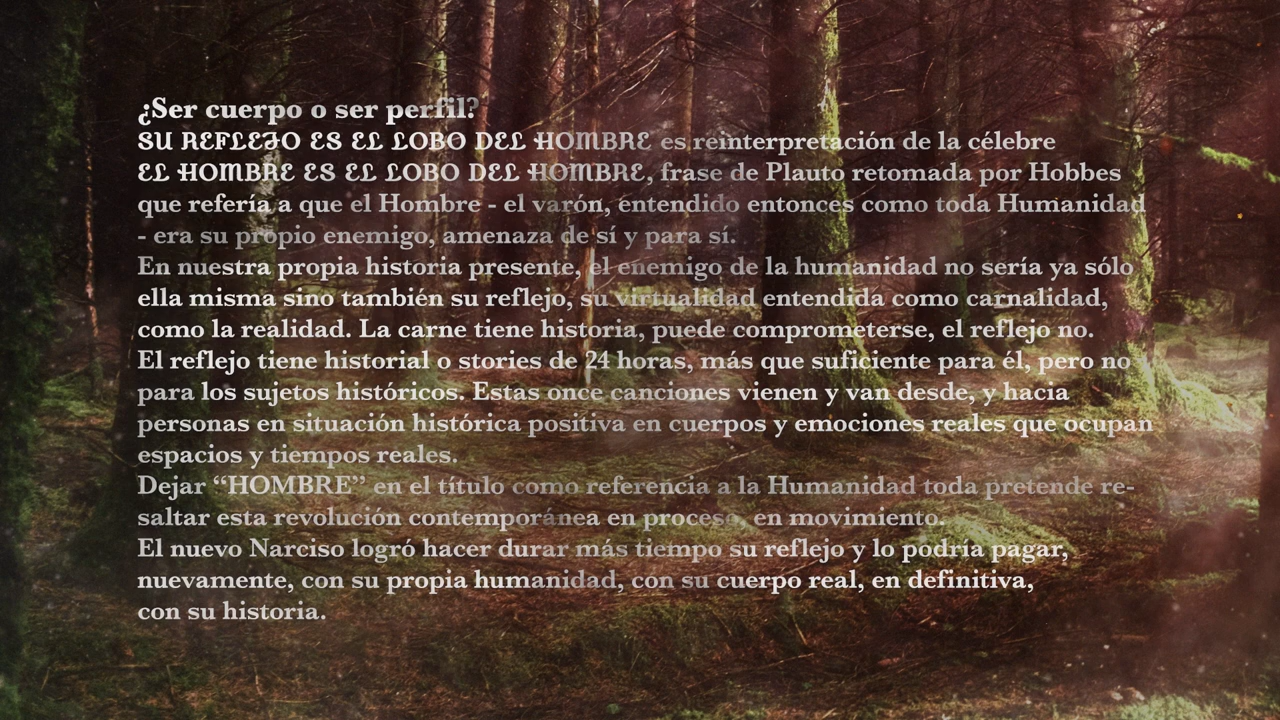 ¿Ser cuerpo o ser perfil?
SU REFLEJO ES EL LOBO DEL HOMBRE es reinterpretación de la célebre
EL HOMBRE ES EL LOBO DEL HOMBRE, frase de Plauto retomada por Hobbes
que refería a que el Hombre - el varón, entendido entonces como toda Humanidad
- era su propio enemigo, amenaza de sí y para sí.
En nuestra propia historia presente, el enemigo de la humanidad no sería ya sólo
ella misma sino también su reflejo, su virtualidad entendida como carnalidad,
como la realidad. La carne tiene historia, puede comprometerse, el reflejo no.
El reflejo tiene historial o stories de 24 horas, más que suficiente para él, pero no
para los sujetos históricos. Estas once canciones vienen y van desde, y hacia
personas en situación histórica positiva en cuerpos y emociones reales que ocupan
espacios y tiempos reales.
Dejar “HOMBRE” en el título como referencia a la Humanidad toda pretende re-
saltar esta revolución contemporánea en proceso, en movimiento.
El nuevo Narciso logró hacer durar más tiempo su reflejo y lo podría pagar,
nuevamente, con su propia humanidad, con su cuerpo real, en definitiva,
con su historia.